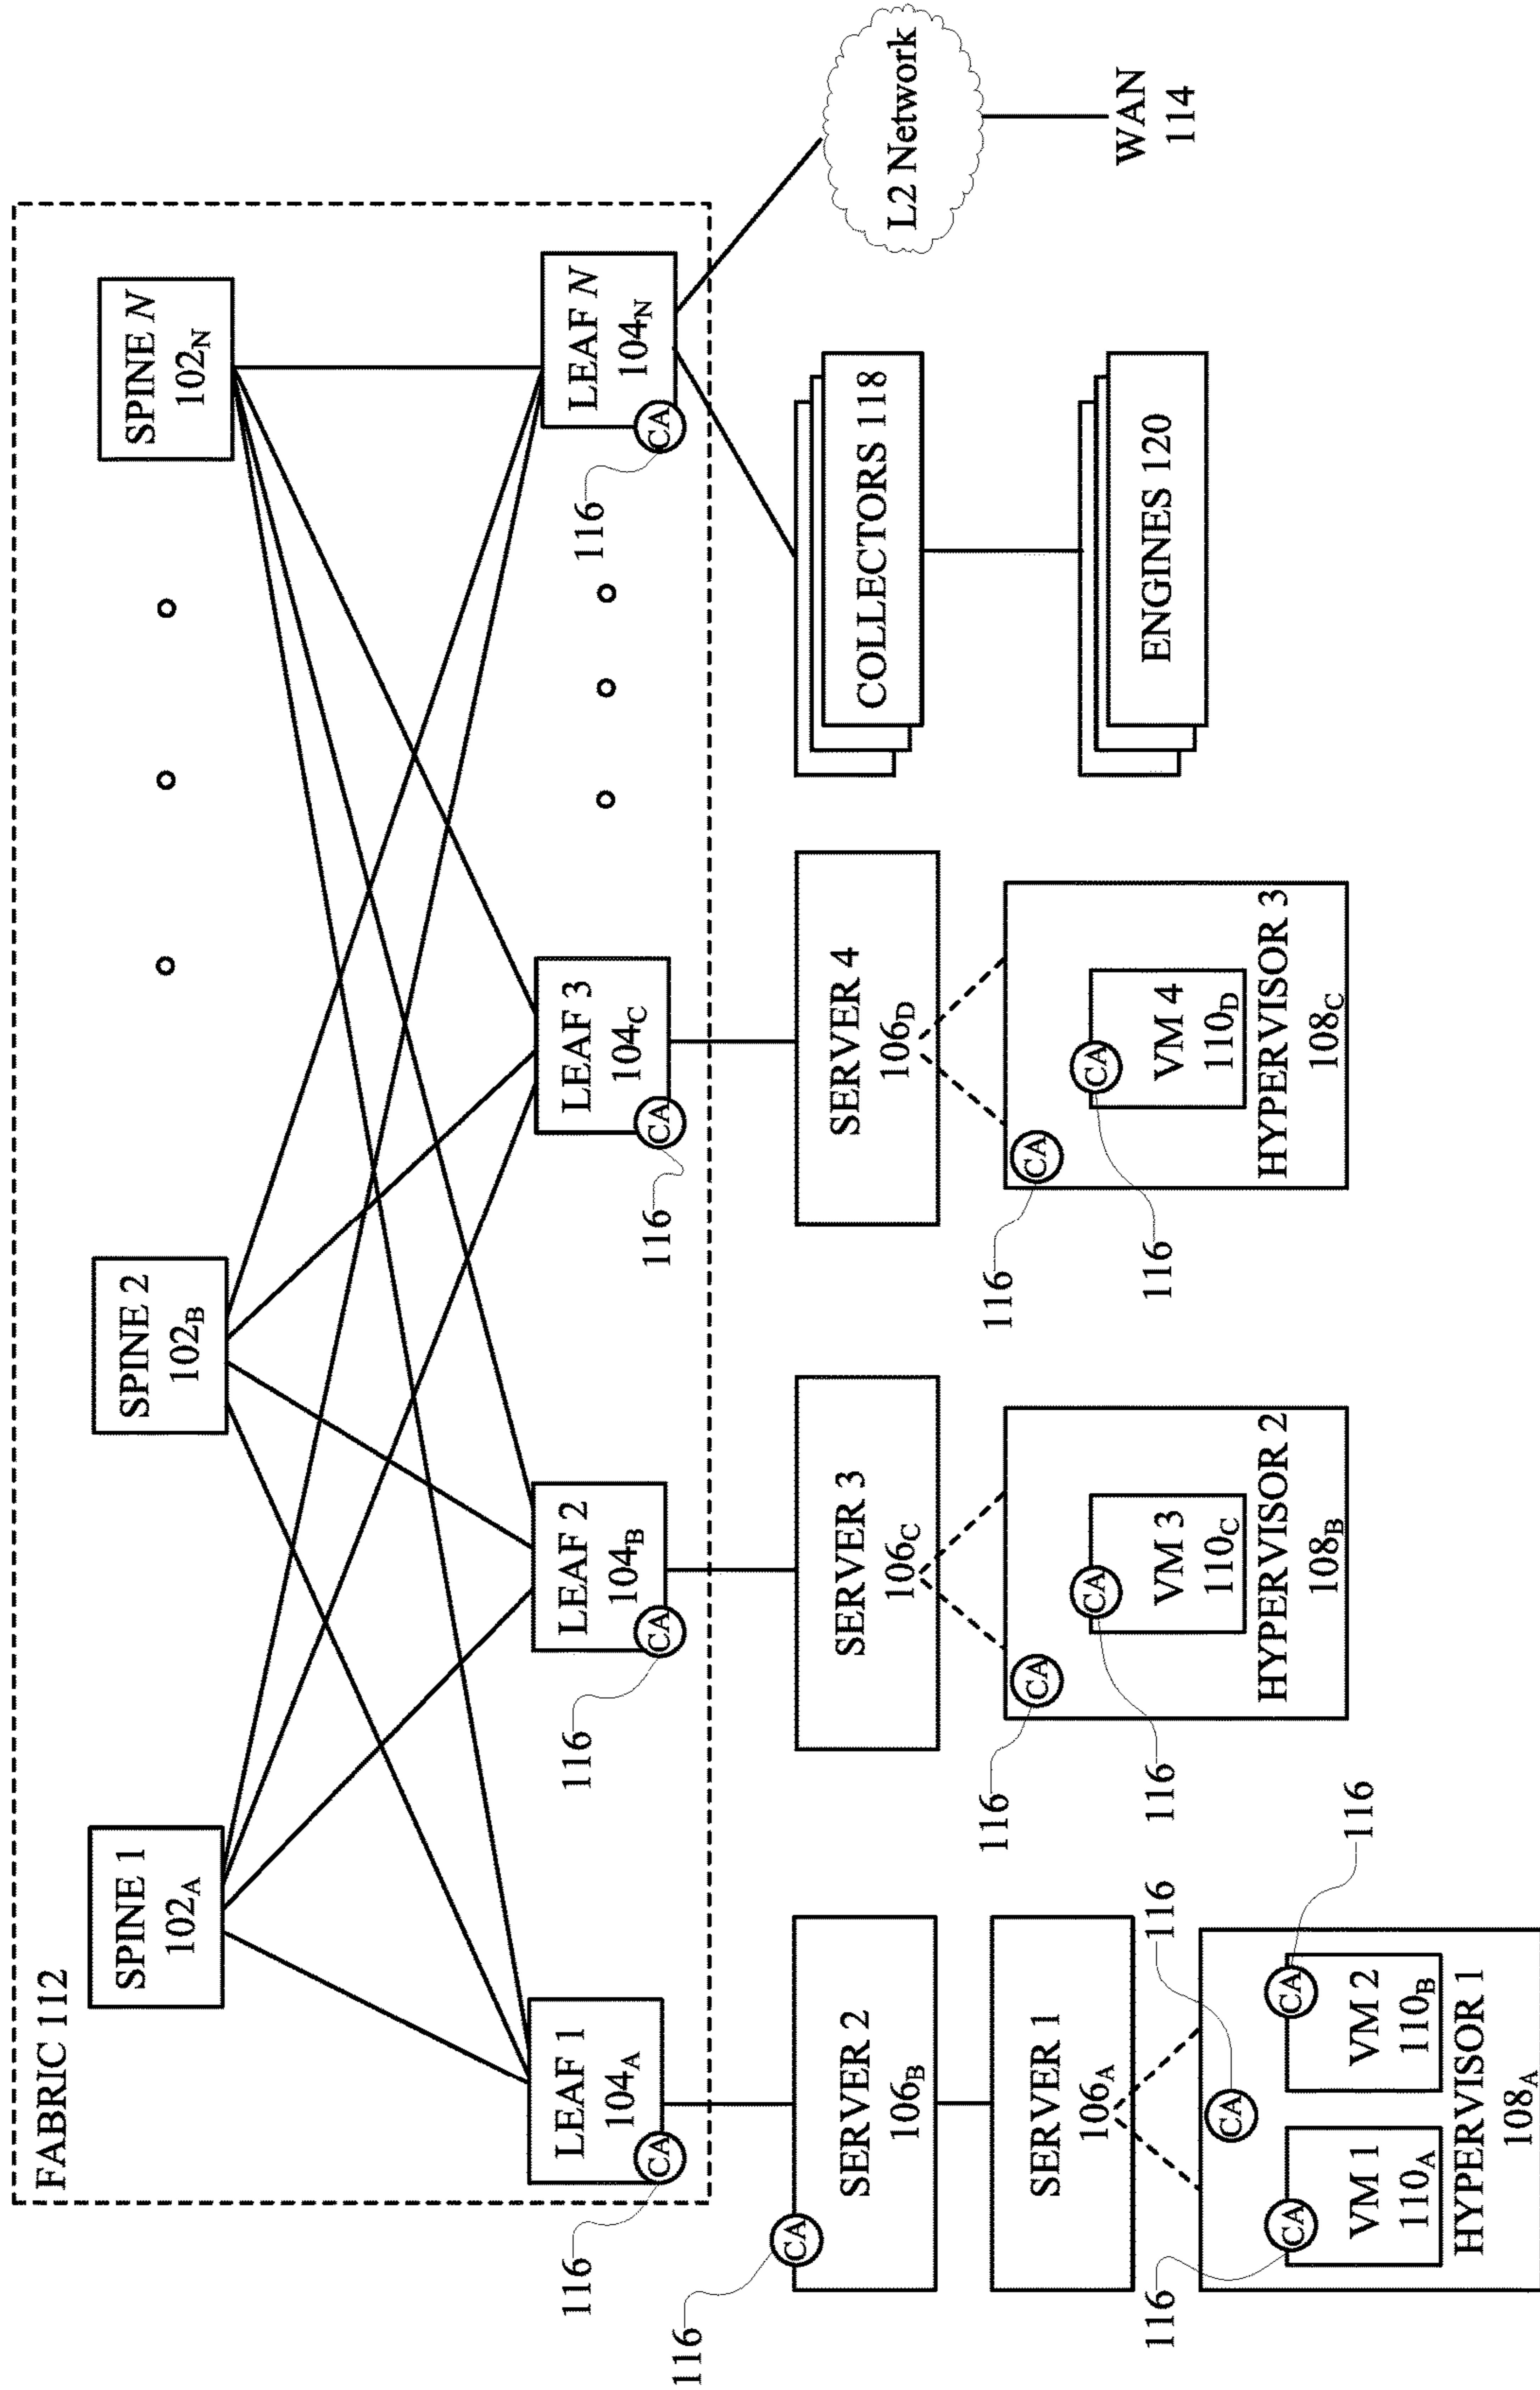 FABRIC 112
SPINE 1
102A
SPINE 2
102B
SPINE N
102N
LEAF 1
104A
CA
116
LEAF 2
104B
CA
116
LEAF 3
104C
CA
116
LEAF N
104N
CA
116
SERVER 2
106B
CA
116
SERVER 1
106A
SERVER 3
106C
SERVER 4
106D
COLLECTORS 118
ENGINES 120
L2 Network
WAN
114
CA
116
CA
116
VM 1
110A
CA
116
VM 2
110B
HYPERVISOR 1
108A
CA
116
CA
116
VM 3
110C
HYPERVISOR 2
108B
CA
116
CA
116
VM 4
110D
HYPERVISOR 3
108C